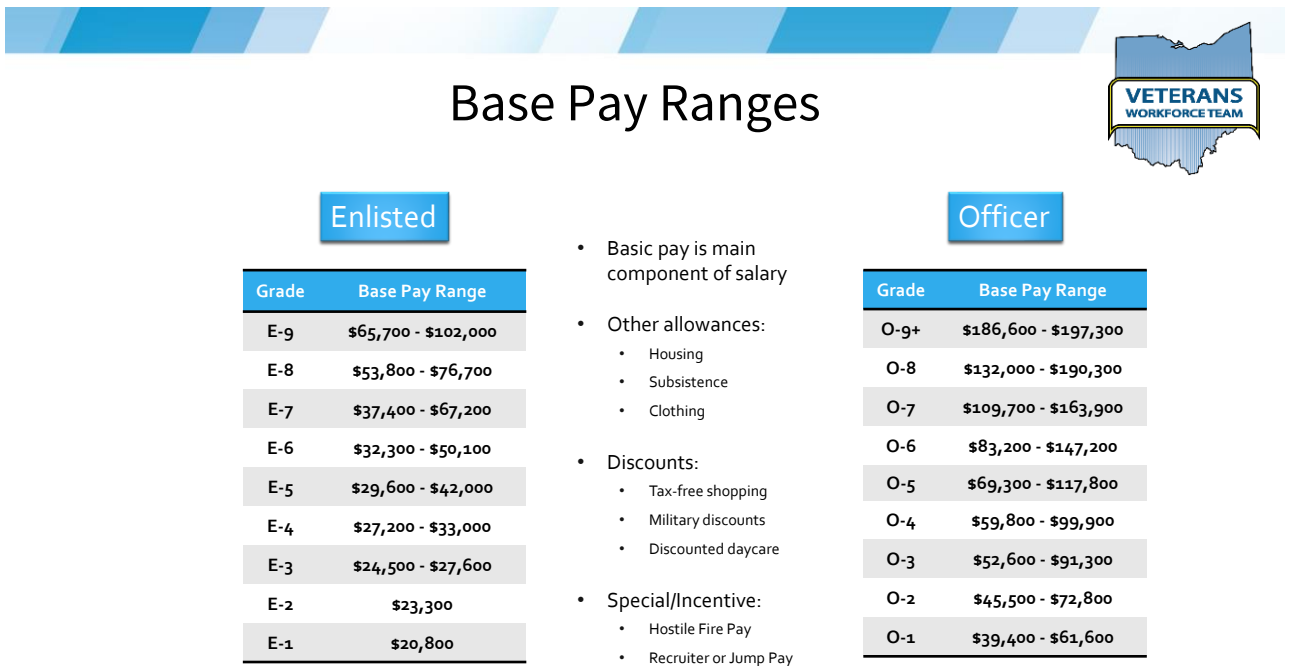 VETERANS
WORKFORCE TEAM
Base Pay Ranges
Enlisted
Grade Base Pay Range
E-9 $65,700 - $102,000
E-8 $53,800 - $76,700
E-7 $37,400 - $67,200
E-6 $32,300 - $50,100
E-5 $29,600 - $42,000
E-4 $27,200 - $33,000
E-3 $24,500 - $27,600
E-2 $23,300
E-1 $20,800
• Basic pay is main
component of salary
• Other allowances:
• Housing
• Subsistence
• Clothing
• Discounts:
• Tax-free shopping
• Military discounts
• Discounted daycare
• Special/Incentive:
• Hostile Fire Pay
• Recruiter or Jump Pay
Officer
Grade Base Pay Range
O-9+ $186,600 - $197,300
O-8 $132,000 - $190,300
O-7 $109,700 - $163,900
O-6 $83,200 - $147,200
O-5 $69,300 - $117,800
O-4 $59,800 - $99,900
O-3 $52,600 - $91,300
O-2 $45,500 - $72,800
O-1 $39,400 - $61,600